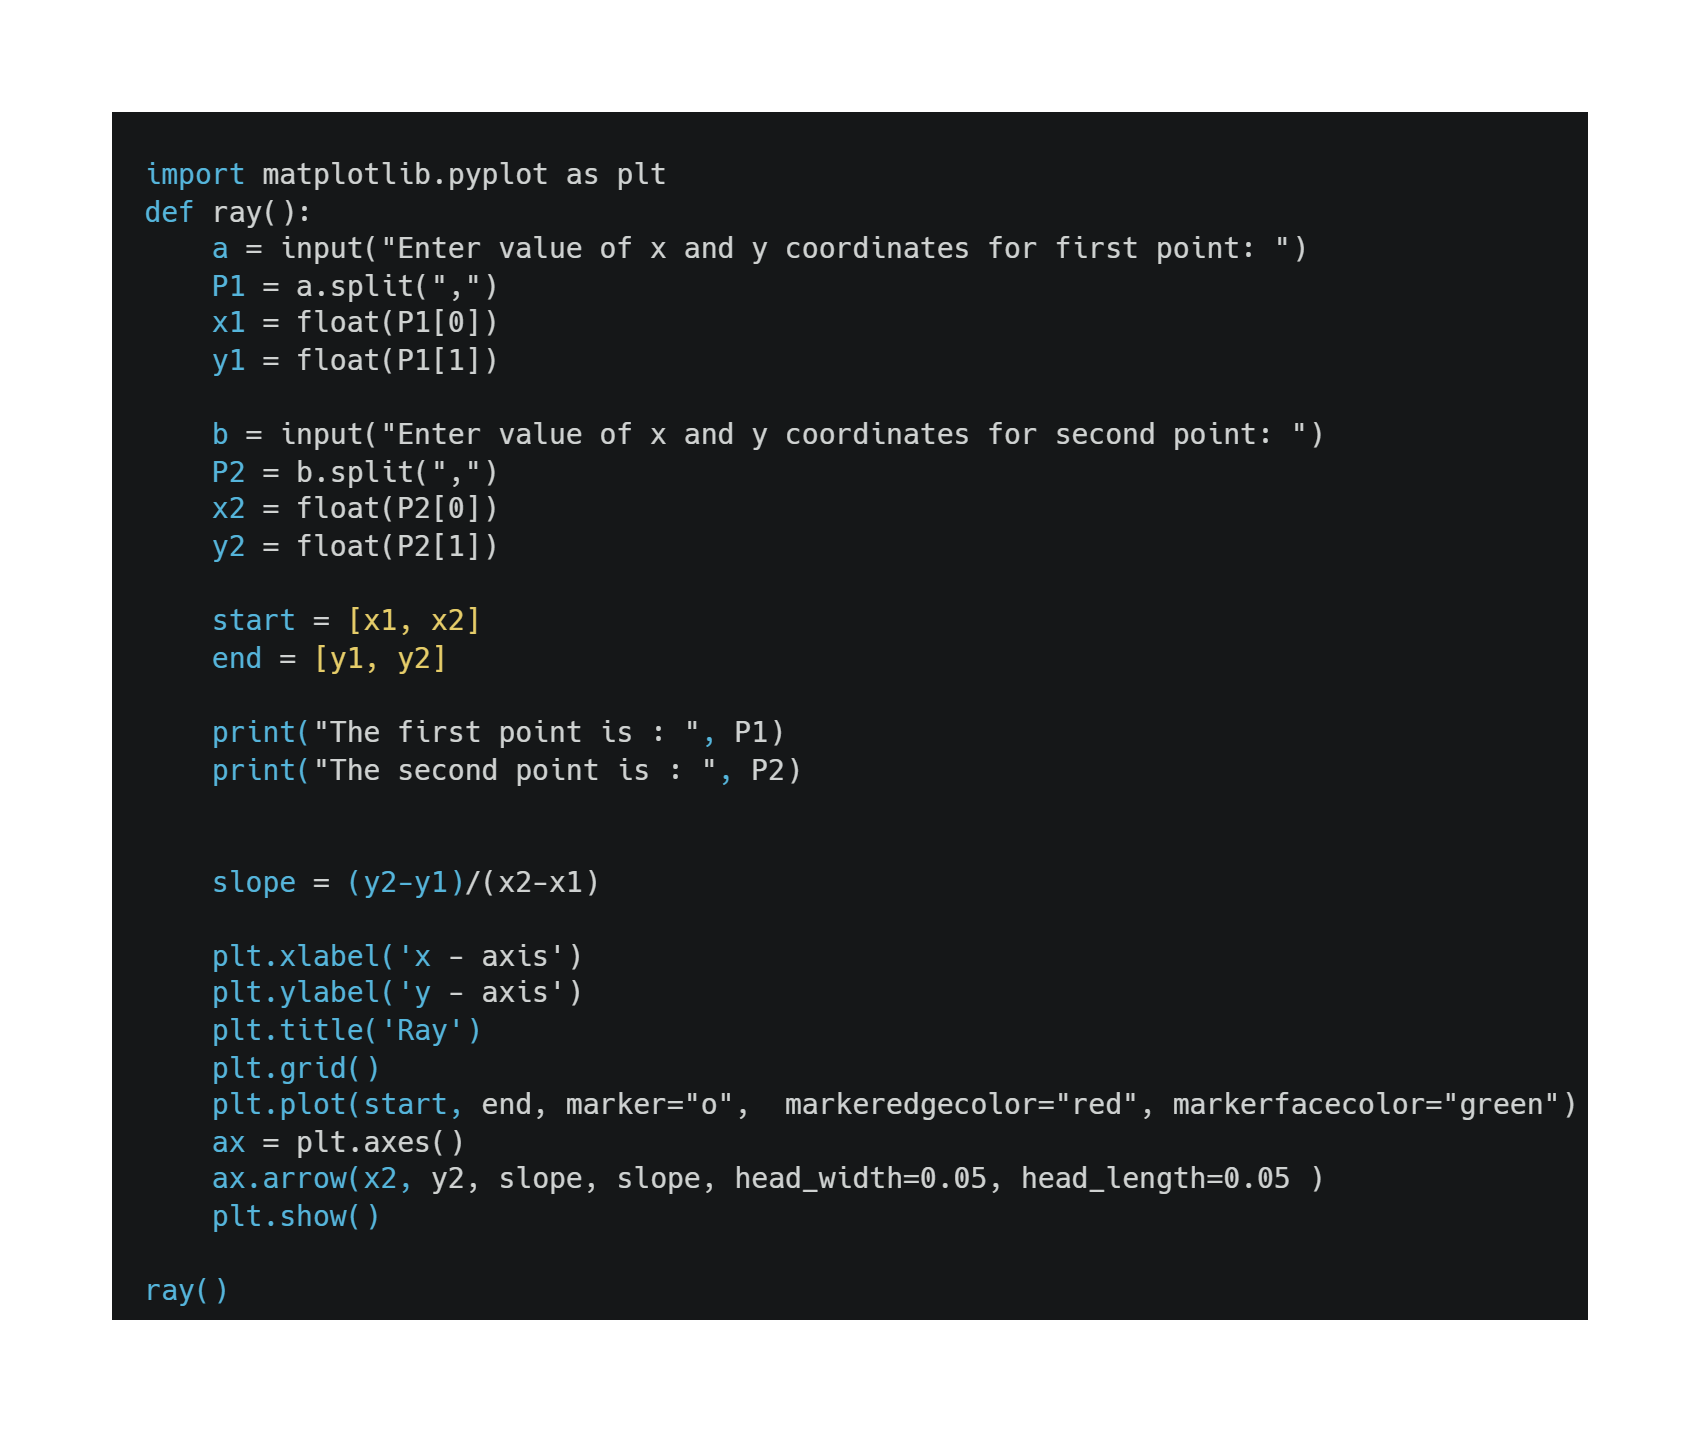 import matplotlib.pyplot as plt
def ray():
    a = input("Enter value of x and y coordinates for first point: ")
    P1 = a.split(",")
    x1 = float(P1[0])
    y1 = float(P1[1])

    b = input("Enter value of x and y coordinates for second point: ")
    P2 = b.split(",")
    x2 = float(P2[0])
    y2 = float(P2[1])

    start = [x1, x2]
    end = [y1, y2]

    print("The first point is : ", P1)
    print("The second point is : ", P2)


    slope = (y2-y1)/(x2-x1)

    plt.xlabel('x - axis')
    plt.ylabel('y - axis')
    plt.title('Ray')
    plt.grid()
    plt.plot(start, end, marker="o",  markeredgecolor="red", markerfacecolor="green")
    ax = plt.axes()
    ax.arrow(x2, y2, slope, slope, head_width=0.05, head_length=0.05 )
    plt.show()

ray()